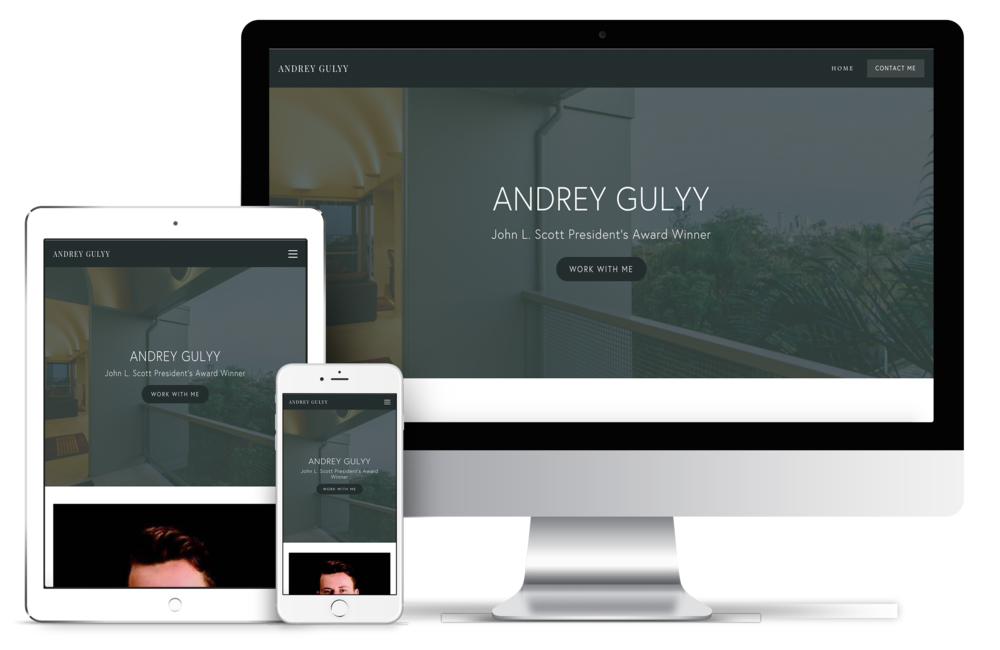 ANDREY GULYY
HOME
CONTACT ME
ANDREY GULYY
John L. Scott President's Award Winner
WORK WITH ME
ANDREY GULYY
ANDREY GULYY
John L. Scott President's Award Winner
WORK WITH ME
ANDREY GULYY
ANDREY GULYY
John L. Scott President's Award
Winner
WORK WITH ME